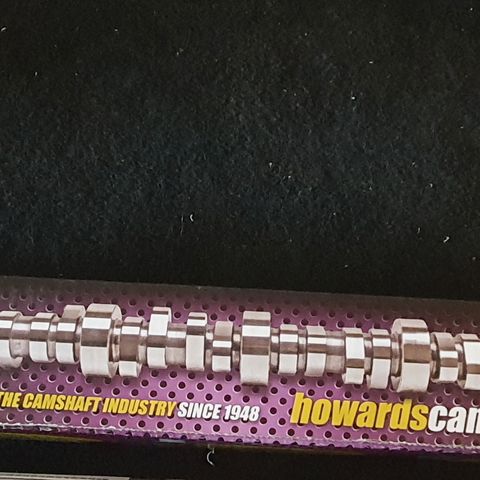 THE CAMSHAFT INDUSTRY SINCE 1948
howardscam